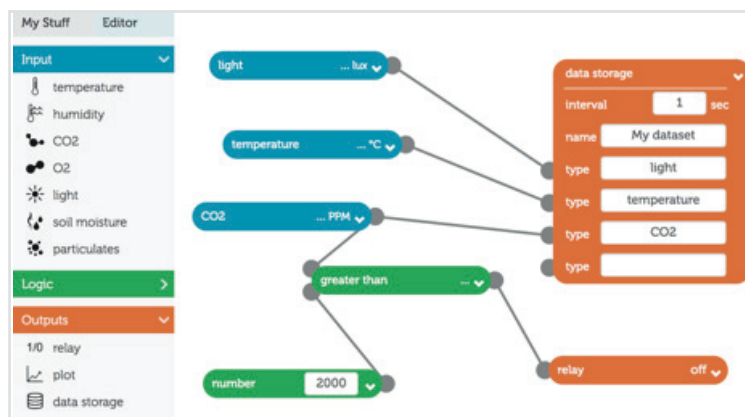 My Stuff Editor
Input
temperature
humidity
CO2
O2
light
soil moisture
particulates
Logic
Outputs
1/0 relay
plot
data storage
light ... lux
temperature ... °C
CO2 ... PPM
greater than ...
number 2000
data storage
interval 1 sec
name My dataset
type light
type temperature
type CO2
type
relay off